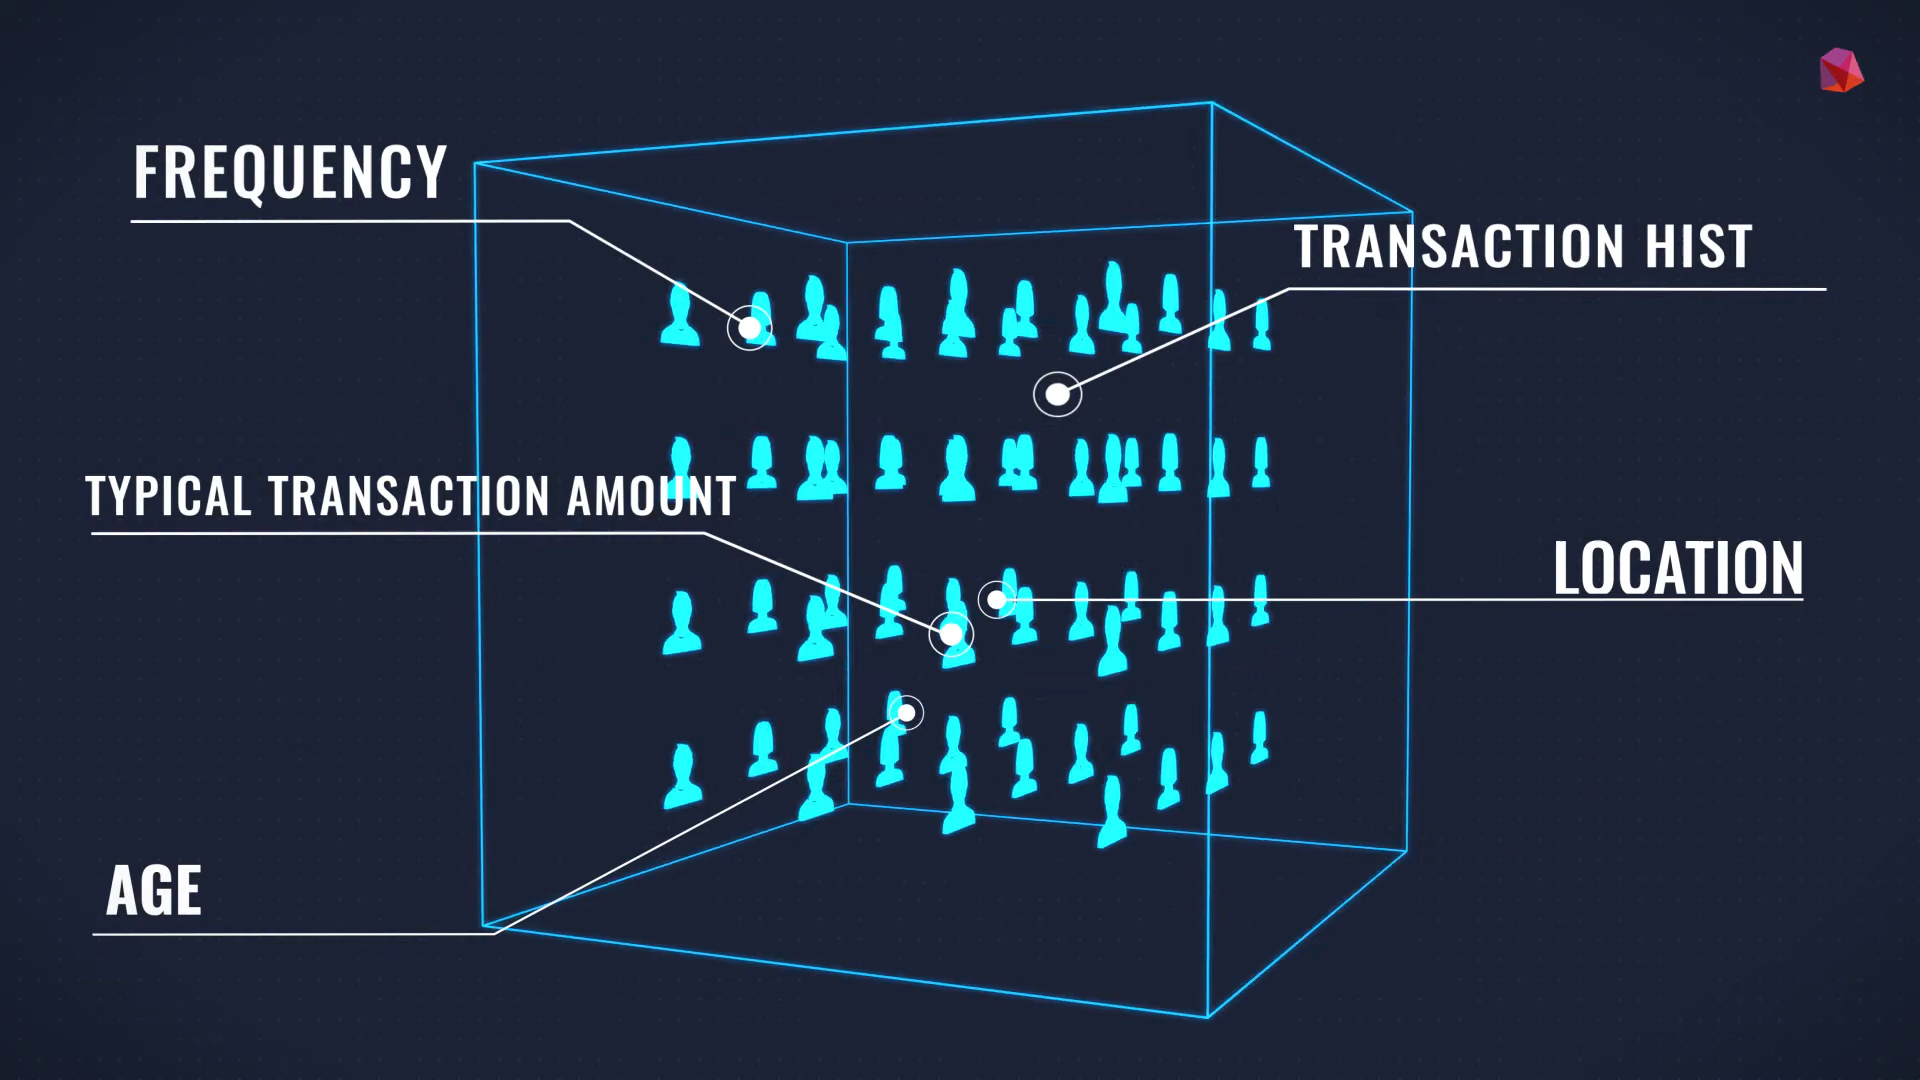 FREQUENCY
TRANSACTION HIST
TYPICAL TRANSACTION AMOUNT
LOCATION
AGE